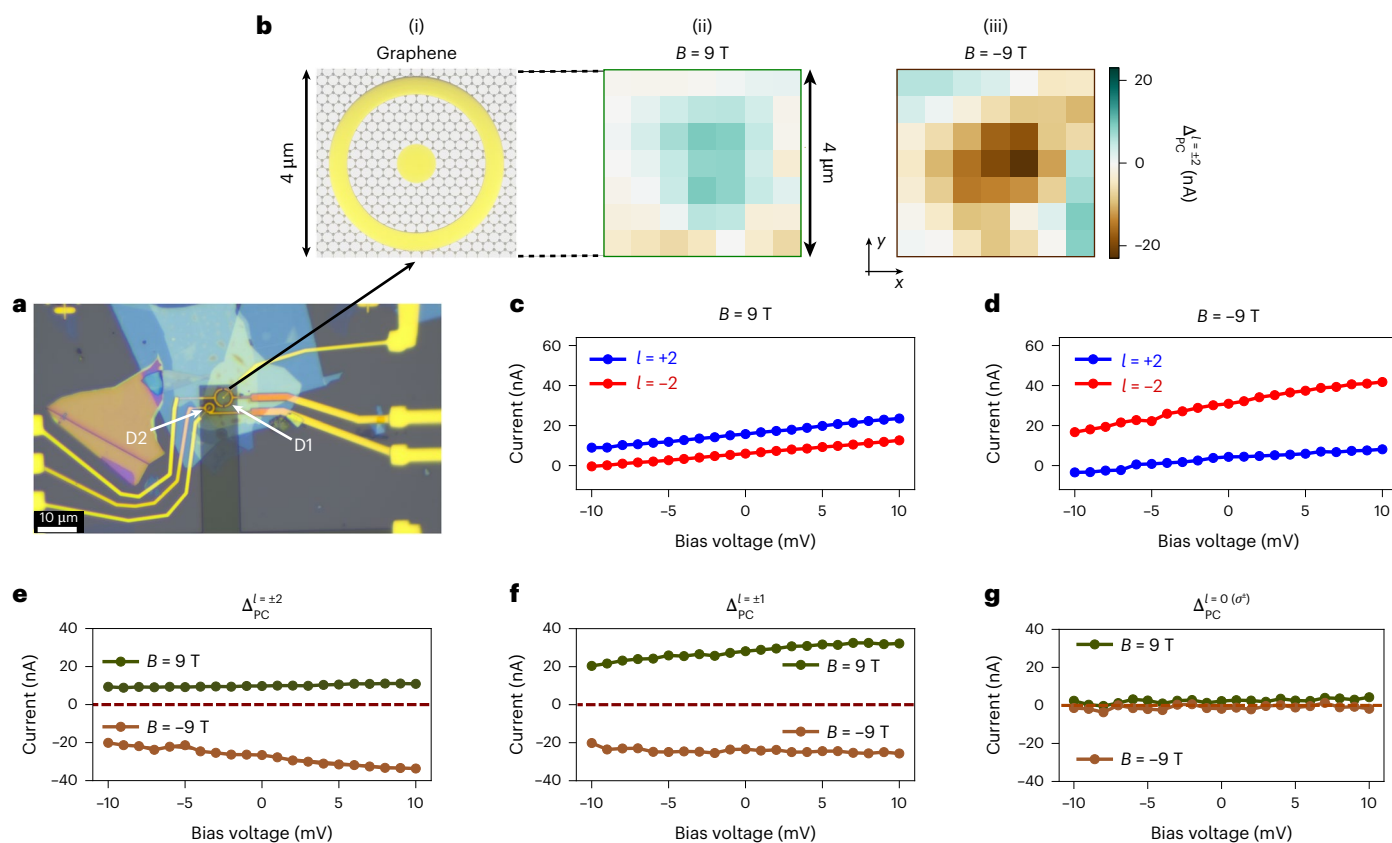 b
(i)
(ii)
(iii)
Graphene
B = 9 T
B = –9 T
4 μm
4 μm
20
0
–20
Δ_PC^{l = ±2} (nA)
y
x
a
D2
D1
10 μm
c
B = 9 T
l = +2
l = −2
60
40
20
0
Current (nA)
–10
–5
0
5
10
Bias voltage (mV)
d
B = –9 T
l = +2
l = −2
60
40
20
0
Current (nA)
–10
–5
0
5
10
Bias voltage (mV)
e
Δ_PC^{l = ±2}
B = 9 T
B = –9 T
40
20
0
–20
–40
Current (nA)
–10
–5
0
5
10
Bias voltage (mV)
f
Δ_PC^{l = ±1}
B = 9 T
B = –9 T
40
20
0
–20
–40
Current (nA)
–10
–5
0
5
10
Bias voltage (mV)
g
Δ_PC^{l = 0 (σ^±)}
B = 9 T
B = –9 T
40
20
0
–20
–40
Current (nA)
–10
–5
0
5
10
Bias voltage (mV)